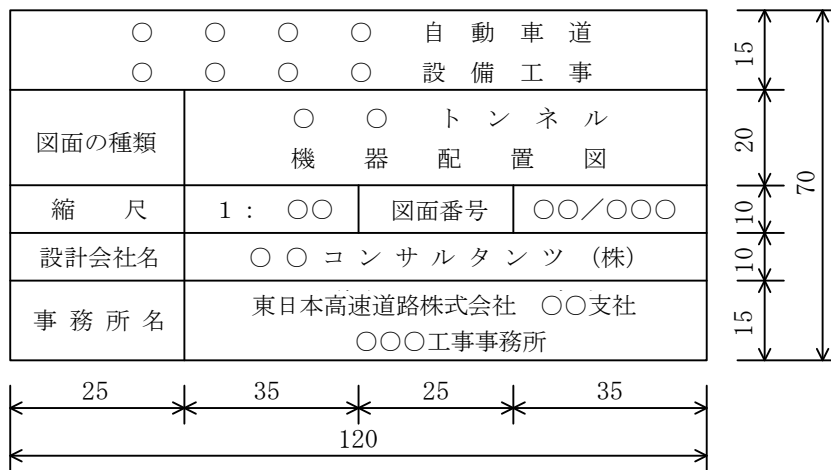 ○ ○ ○ ○ 自 動 車 道
○ ○ ○ ○ 設 備 工 事
図面の種類
○ ○ ト ン ネ ル
機 器 配 置 図
縮 尺
1 : ○○
図面番号
○○／○○○
設計会社名
○ ○ コ ン サ ル タ ン ツ (株)
事 務 所 名
東日本高速道路株式会社 ○○支社
○○○工事事務所
15
20
10
10
15
70
25
35
25
35
120